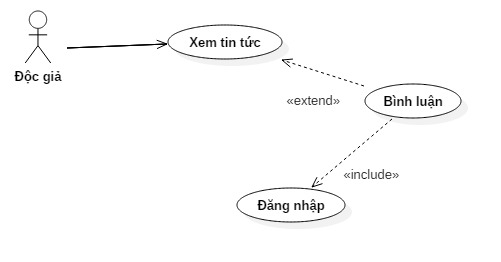 Xem tin tức
Độc giả
«extend»
Bình luận
«include»
Đăng nhập